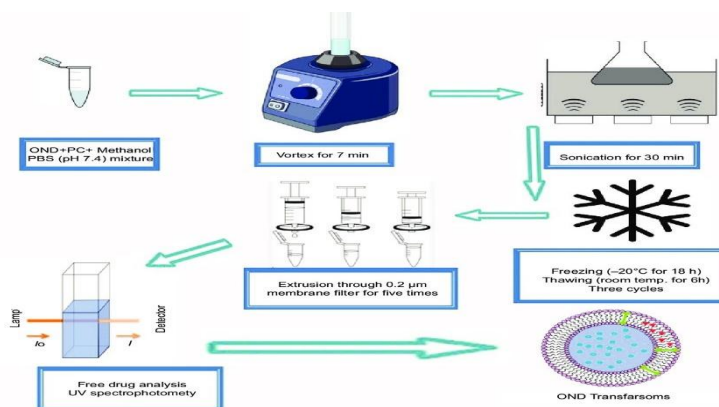 OND+PC+ Methanol
PBS (pH 7.4) mixture
Vortex for 7 min
Sonication for 30 min
Freezing (–20°C for 18 h)
Thawing (room temp. for 6h)
Three cycles
Extrusion through 0.2 μm
membrane filter for five times
Lamp
Io
I
Detector
Free drug analysis
UV spectrophotomety
OND Transfarsoms